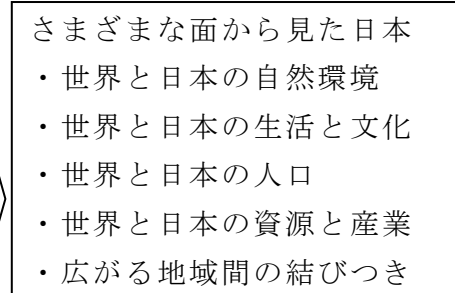 さまざまな面から見た日本
・世界と日本の自然環境
・世界と日本の生活と文化
・世界と日本の人口
・世界と日本の資源と産業
・広がる地域間の結びつき